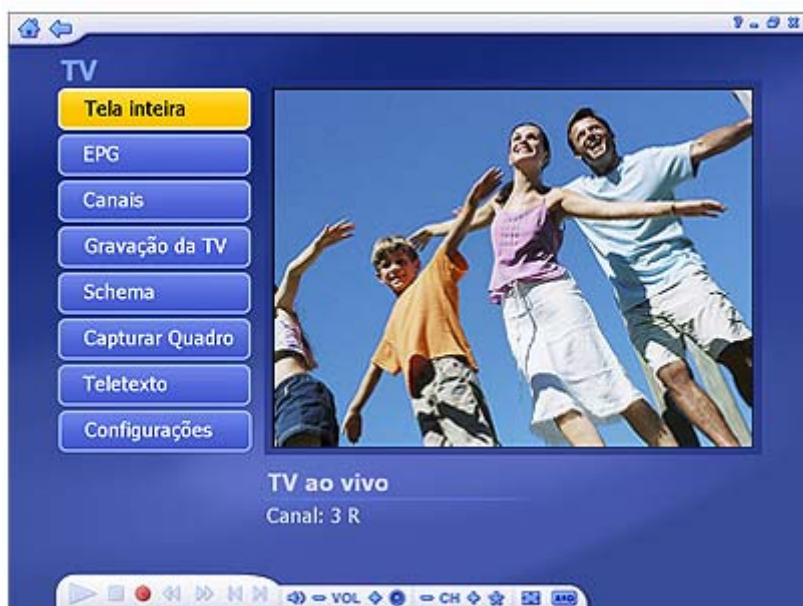 TV
Tela inteira
EPG
Canais
Gravação da TV
Schema
Capturar Quadro
Teletexto
Configurações
TV ao vivo
Canal: 3 R
VOL
CH